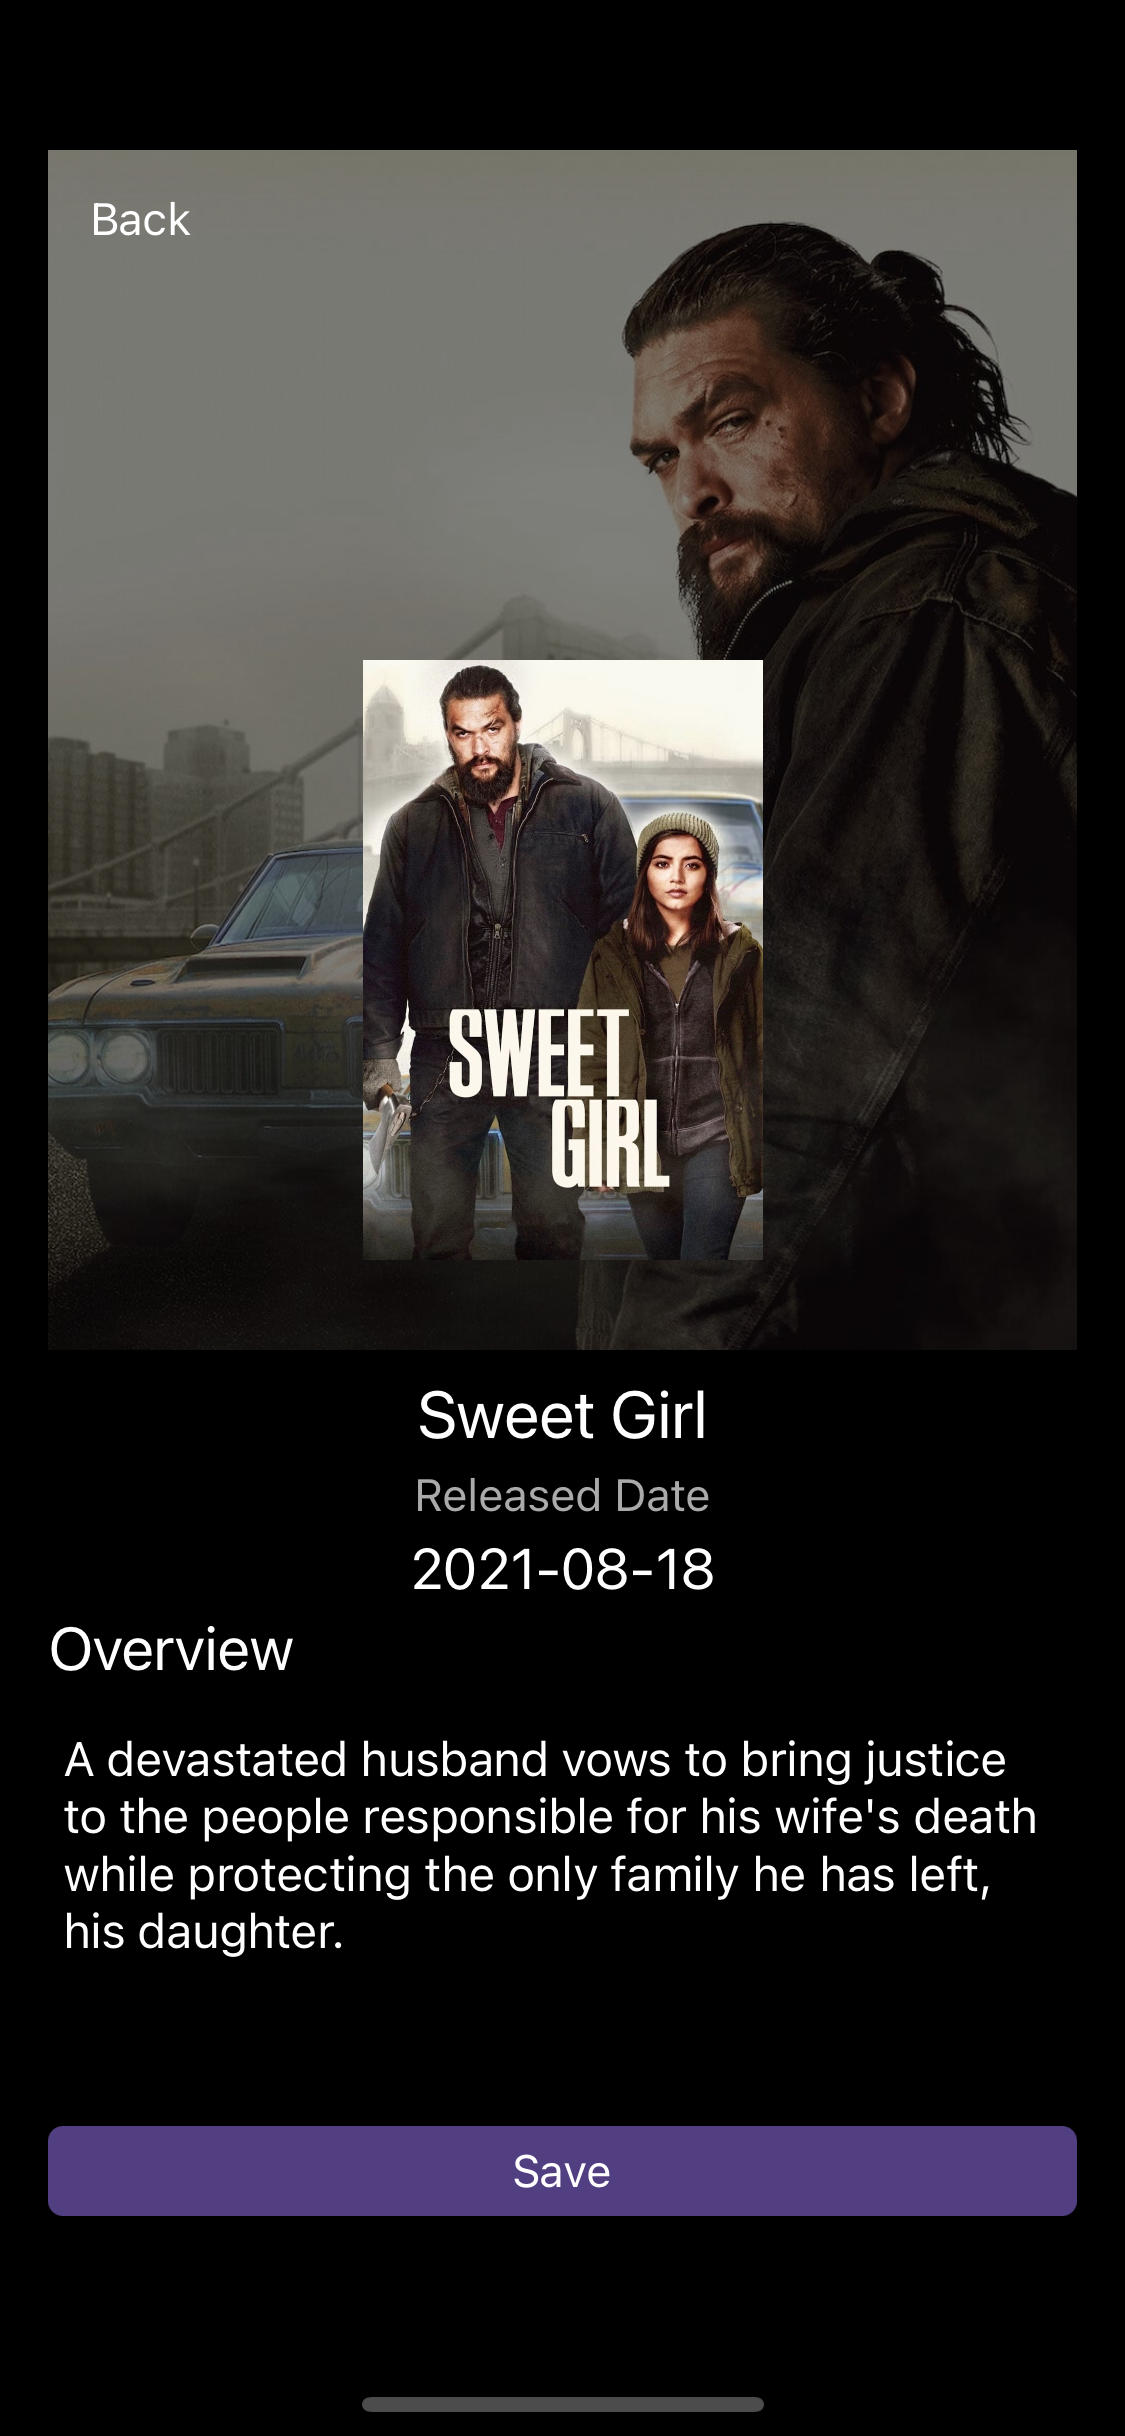 Back
SWEET
GIRL
Sweet Girl
Released Date
2021-08-18
Overview
A devastated husband vows to bring justice
to the people responsible for his wife's death
while protecting the only family he has left,
his daughter.
Save